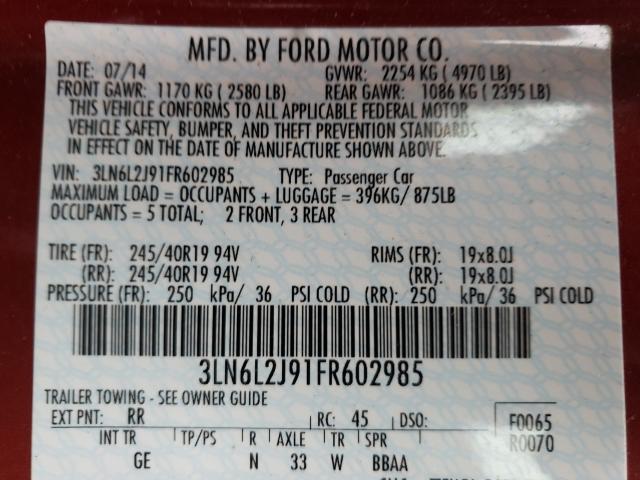 MFD. BY FORD MOTOR CO.
DATE: 07/14 GVWR: 2254 KG ( 4970 LB)
FRONT GAWR: 1170 KG ( 2580 LB) REAR GAWR: 1086 KG ( 2395 LB)
THIS VEHICLE CONFORMS TO ALL APPLICABLE FEDERAL MOTOR
VEHICLE SAFETY, BUMPER, AND THEFT PREVENTION STANDARDS
IN EFFECT ON THE DATE OF MANUFACTURE SHOWN ABOVE.
VIN: 3LN6L2J91FR602985 TYPE: Passenger Car
MAXIMUM LOAD = OCCUPANTS + LUGGAGE = 396KG/ 875LB
OCCUPANTS = 5 TOTAL; 2 FRONT, 3 REAR
TIRE (FR): 245/40R19 94V RIMS (FR): 19x8.0J
(RR): 245/40R19 94V (RR): 19x8.0J
PRESSURE (FR): 250 kPa/ 36 PSI COLD (RR): 250 kPa/ 36 PSI COLD
3LN6L2J91FR602985
TRAILER TOWING - SEE OWNER GUIDE
EXT PNT: RR RC: 45 DSO: F0065
R0070
INT TR TP/PS R AXLE TR SPR
GE N 33 W BBAA